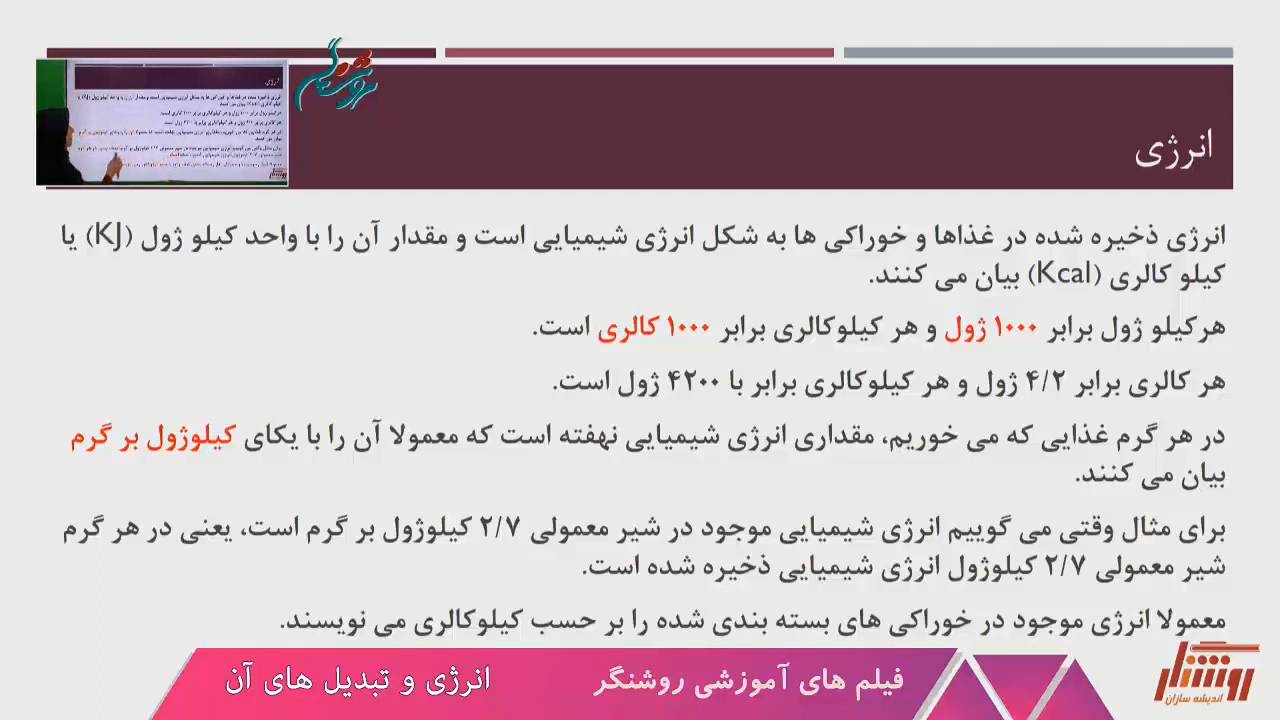 انرژی
انرژی ذخیره شده در غذاها و خوراکی ها به شکل انرژی شیمیایی است و مقدار آن را با واحد کیلو ژول (KJ) یا
کیلو کالری (Kcal) بیان می کنند.
هرکیلو ژول برابر ۱۰۰۰ ژول و هر کیلوکالری برابر ۱۰۰۰ کالری است.
هر کالری برابر ۴/۲ ژول و هر کیلوکالری برابر با ۴۲۰۰ ژول است.
در هر گرم غذایی که می خوریم، مقداری انرژی شیمیایی نهفته است که معمولا آن را با یکای کیلوژول بر گرم
بیان می کنند.
برای مثال وقتی می گوییم انرژی شیمیایی موجود در شیر معمولی ۲/۷ کیلوژول بر گرم است، یعنی در هر گرم
شیر معمولی ۲/۷ کیلوژول انرژی شیمیایی ذخیره شده است.
معمولا انرژی موجود در خوراکی های بسته بندی شده را بر حسب کیلوکالری می نویسند.
فیلم های آموزشی روشنگر
انرژی و تبدیل های آن
روشنگر
اندیشه سازان